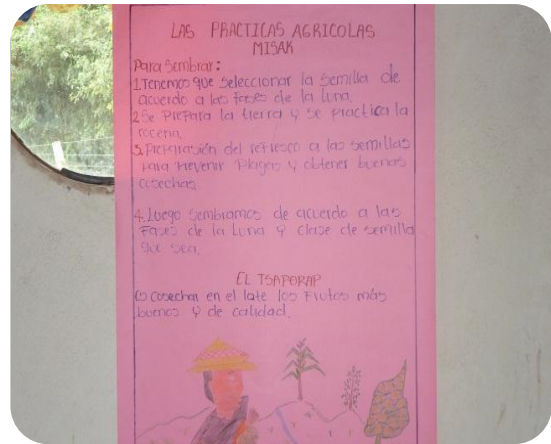 LAS PRACTICAS AGRICOLAS
MISAK
Para Sembrar:
1. Tenemos que seleccionar la semilla de
acuerdo a las fases de la luna.
2. Se Prepara la tierra y se practica la
rocería
3. Preparasión del refresco a las semillas
para prevenir Plagas y obtener buenas
cosechas
4. Luego sembramos de acuerdo a las
Fases de la Luna y clase de semilla
que sea.
EL TSAPORAP
Es cosechar en el late los Frutos más
buenos y de calidad.